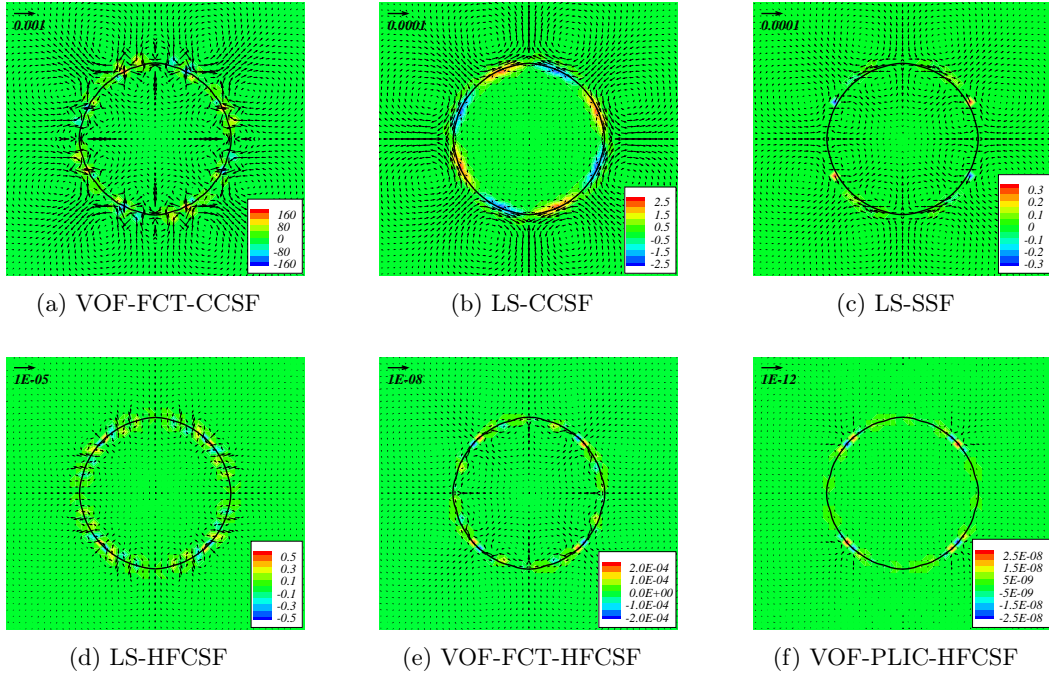 0.001
160
80
0
-80
-160
(a) VOF-FCT-CCSF
0.0001
2.5
1.5
0.5
-0.5
-1.5
-2.5
(b) LS-CCSF
0.0001
0.3
0.2
0.1
0
-0.1
-0.2
-0.3
(c) LS-SSF
1E-05
0.5
0.3
0.1
-0.1
-0.3
-0.5
(d) LS-HFCSF
1E-08
2.0E-04
1.0E-04
0.0E+00
-1.0E-04
-2.0E-04
(e) VOF-FCT-HFCSF
1E-12
2.5E-08
1.5E-08
5E-09
-5E-09
-1.5E-08
-2.5E-08
(f) VOF-PLIC-HFCSF